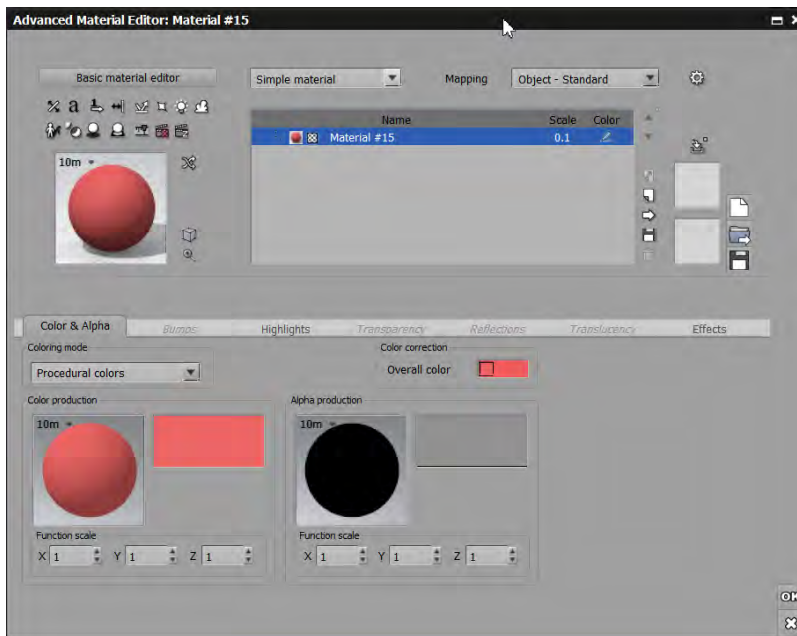 Advanced Material Editor: Material #15
Basic material editor
Simple material
Mapping
Object - Standard
Name Scale Color
Material #15 0.1
10m
Color & Alpha Bumps Highlights Transparency Reflections Translucency Effects
Coloring mode
Color correction
Procedural colors
Overall color
Color production
Alpha production
10m
10m
Function scale
Function scale
X 1 Y 1 Z 1
X 1 Y 1 Z 1
OK